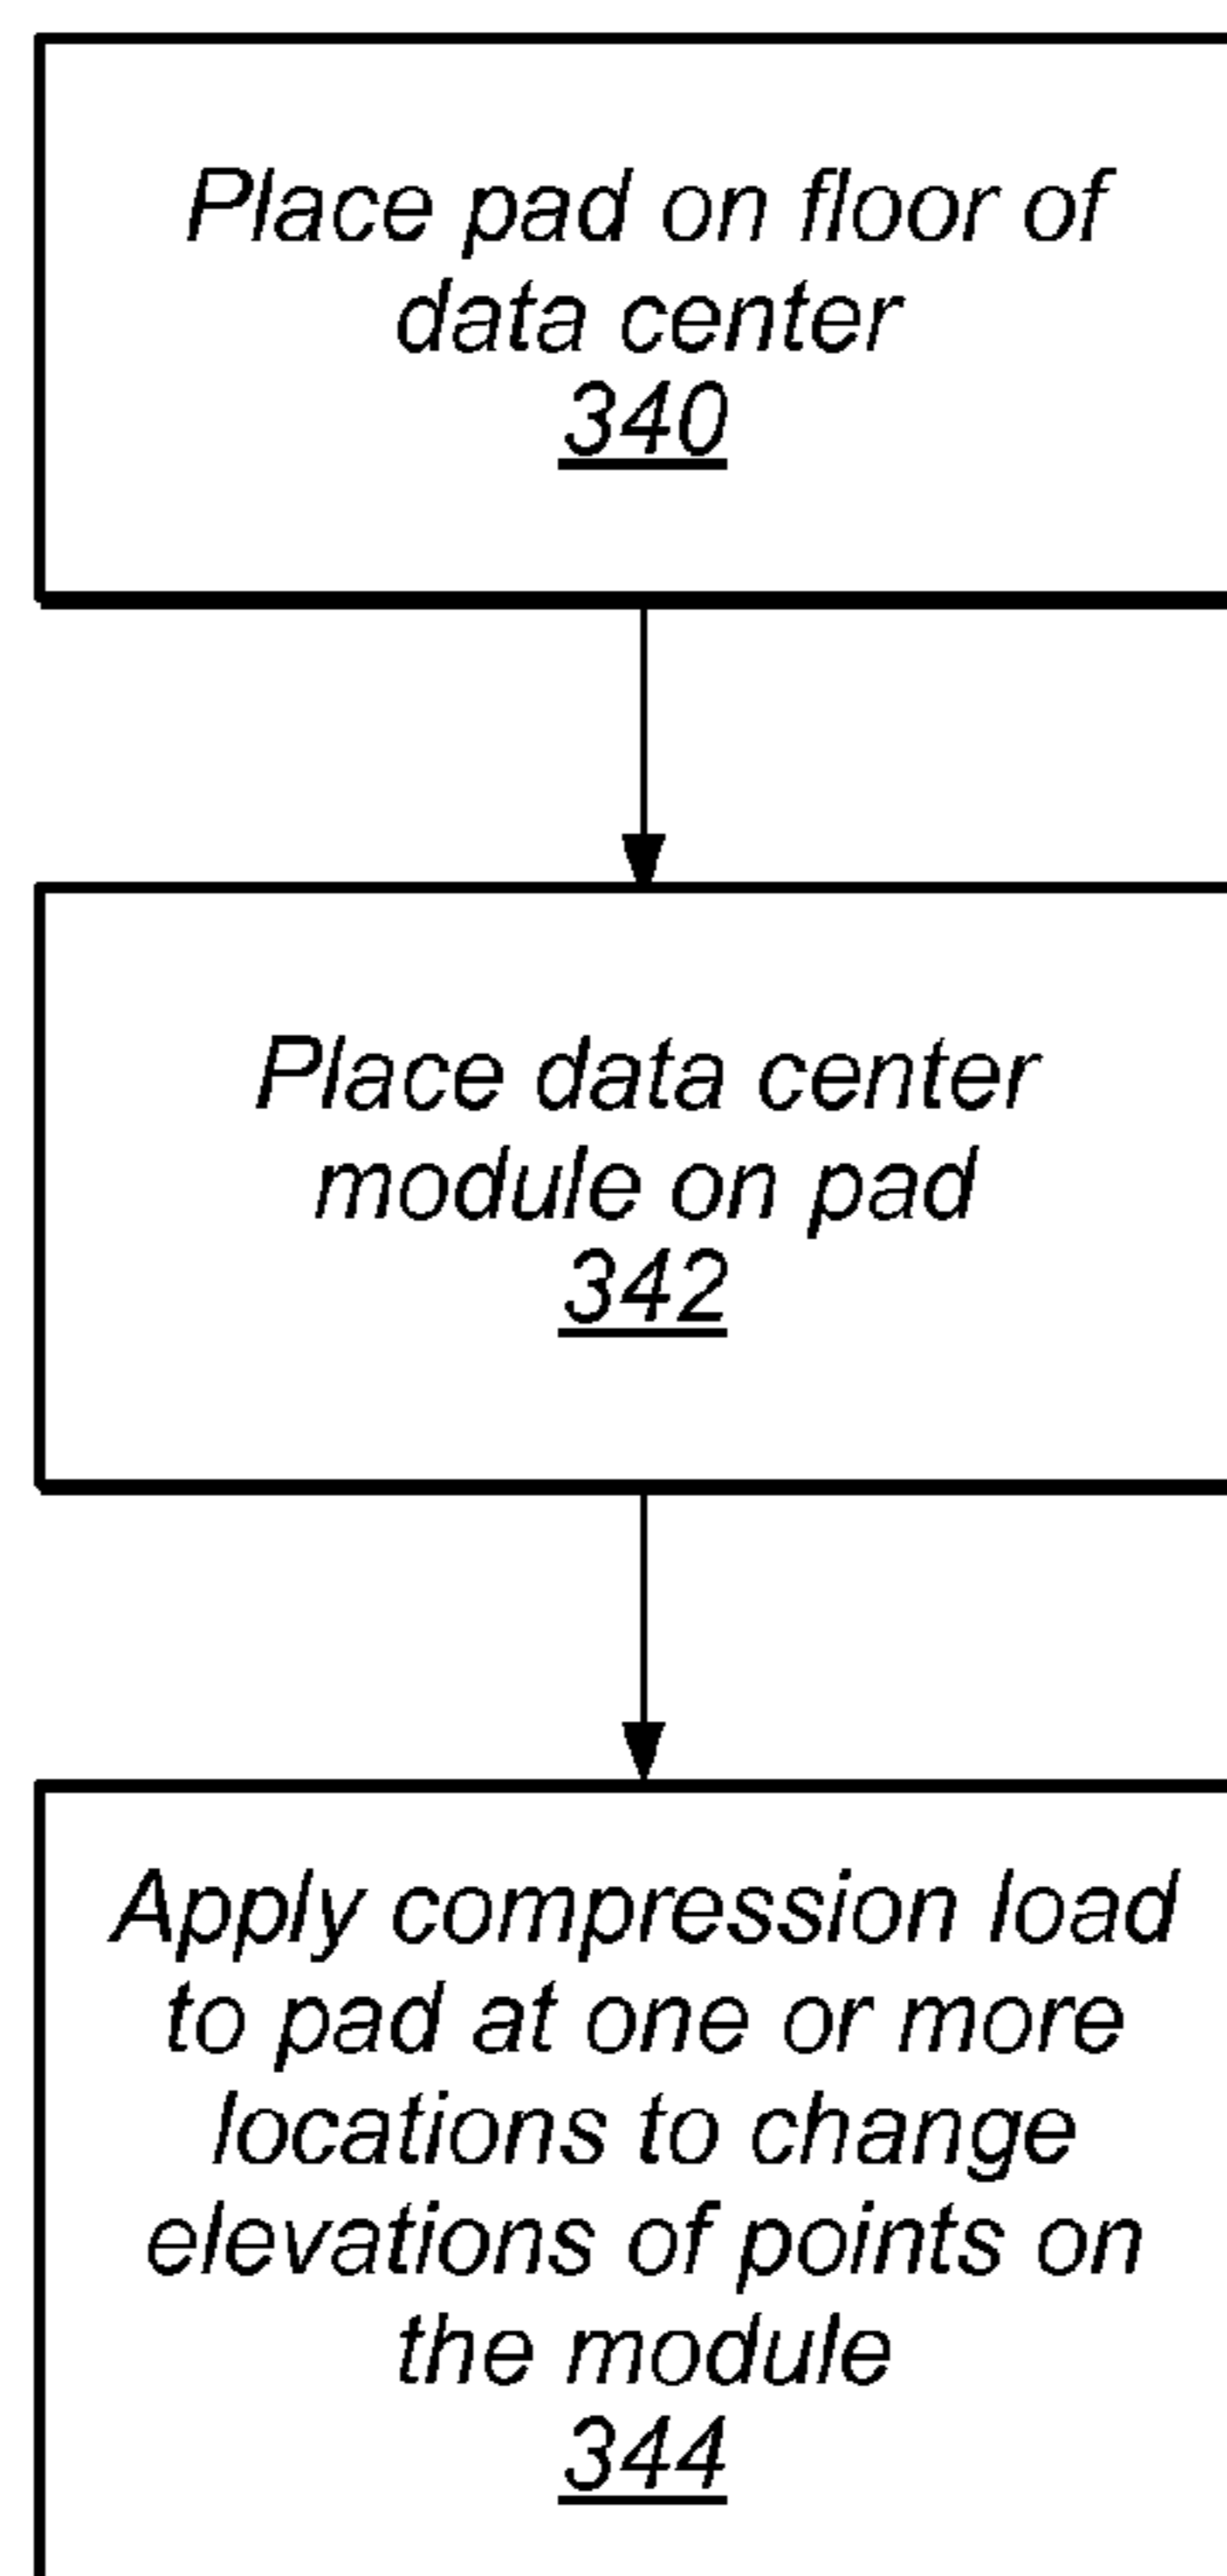 Place pad on floor of
data center
340
Place data center
module on pad
342
Apply compression load
to pad at one or more
locations to change
elevations of points on
the module
344